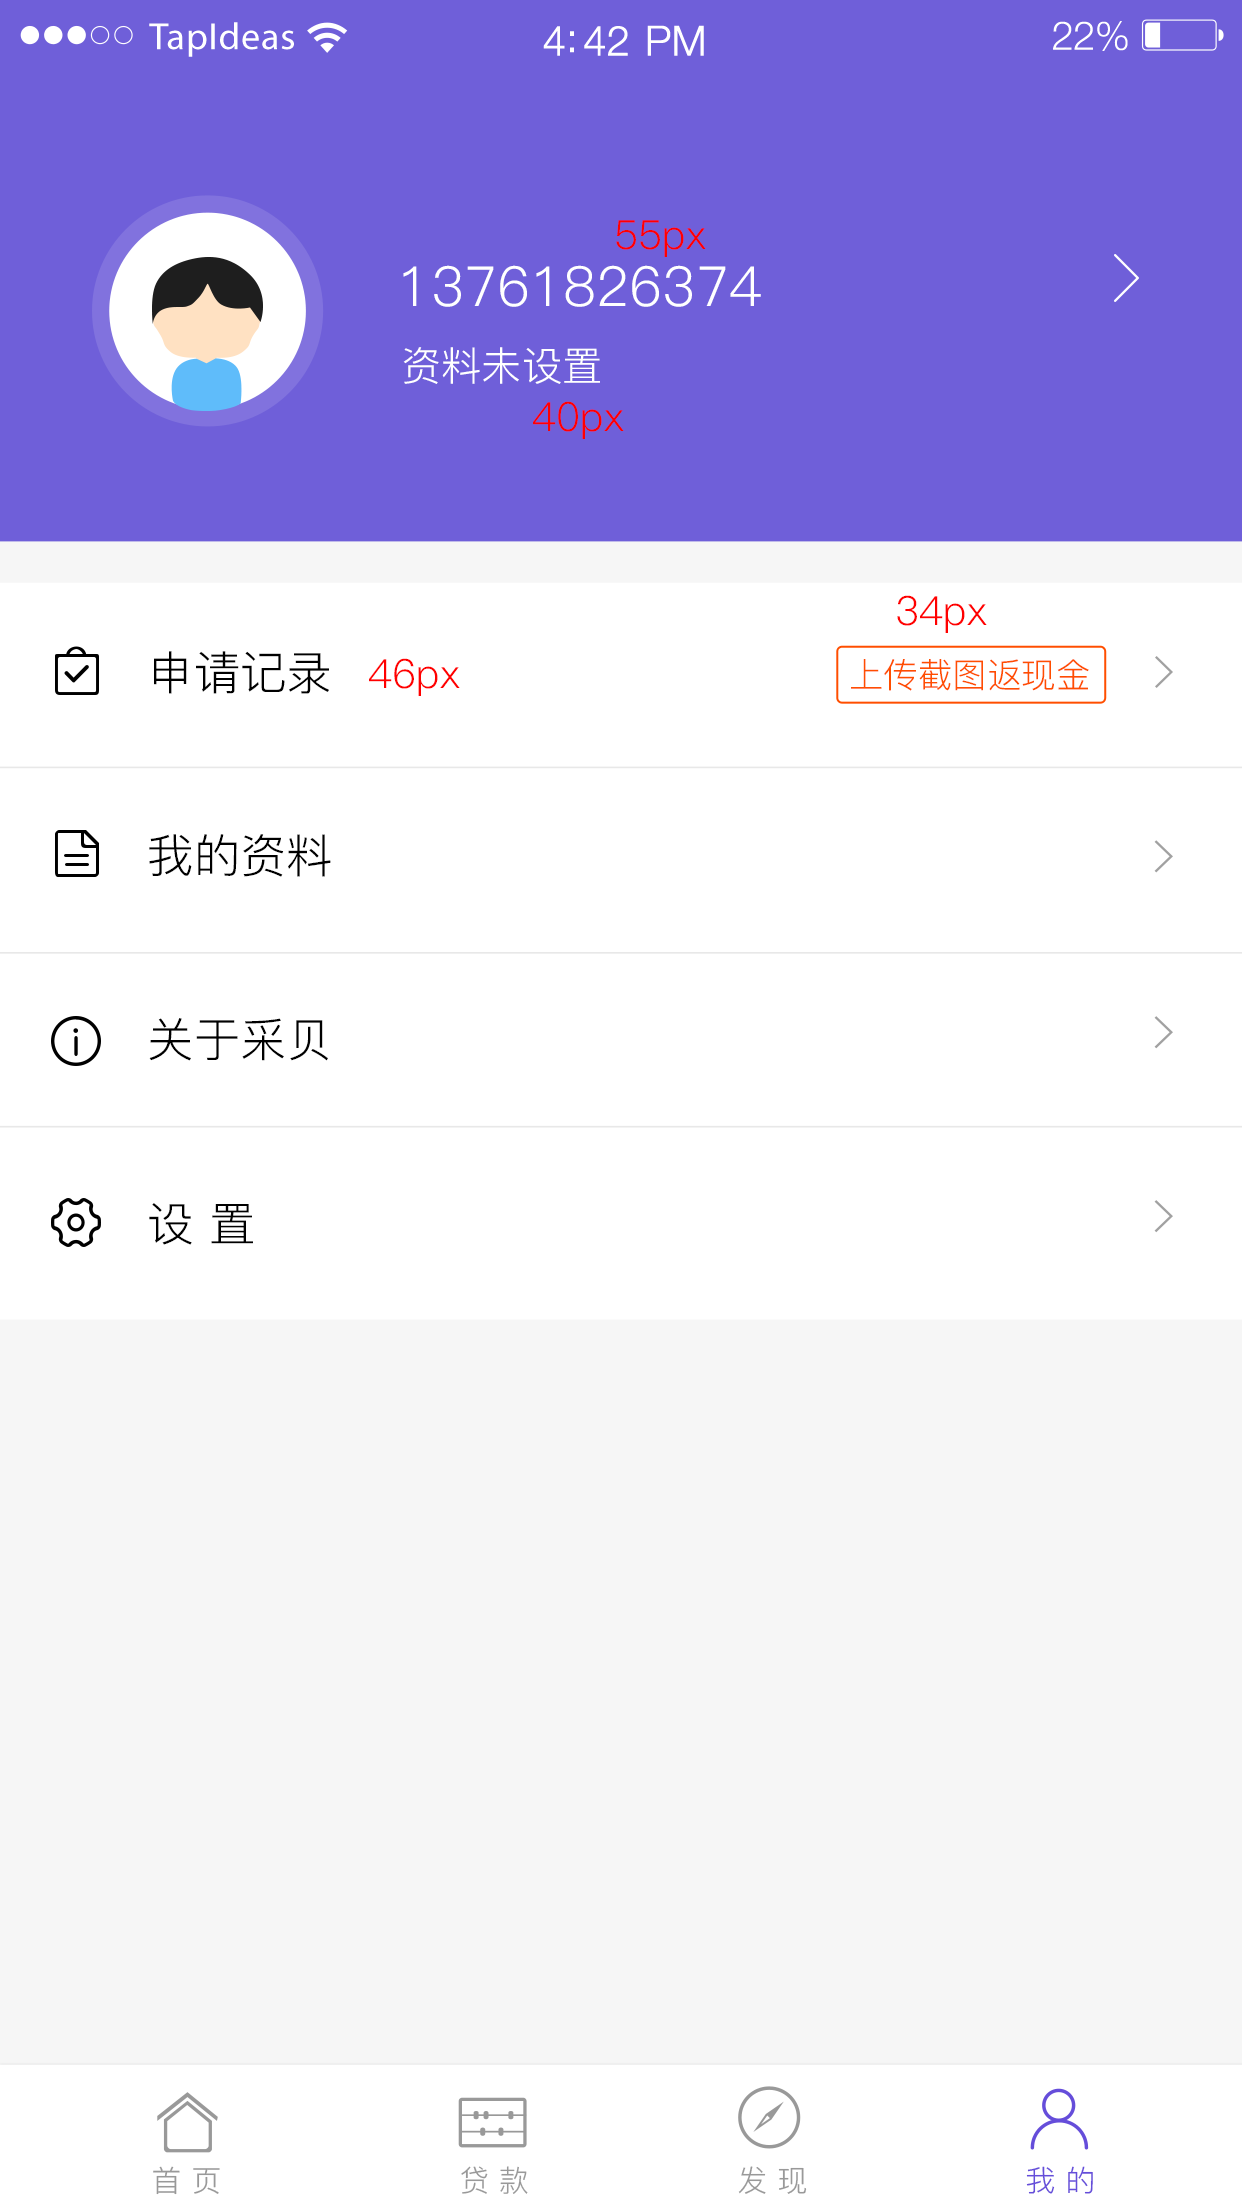 TapIdeas 4:42 PM 22%
55px
13761826374
资料未设置
40px
34px
申请记录 46px 上传截图返现金
我的资料
关于采贝
设 置
首 页 贷 款 发 现 我 的